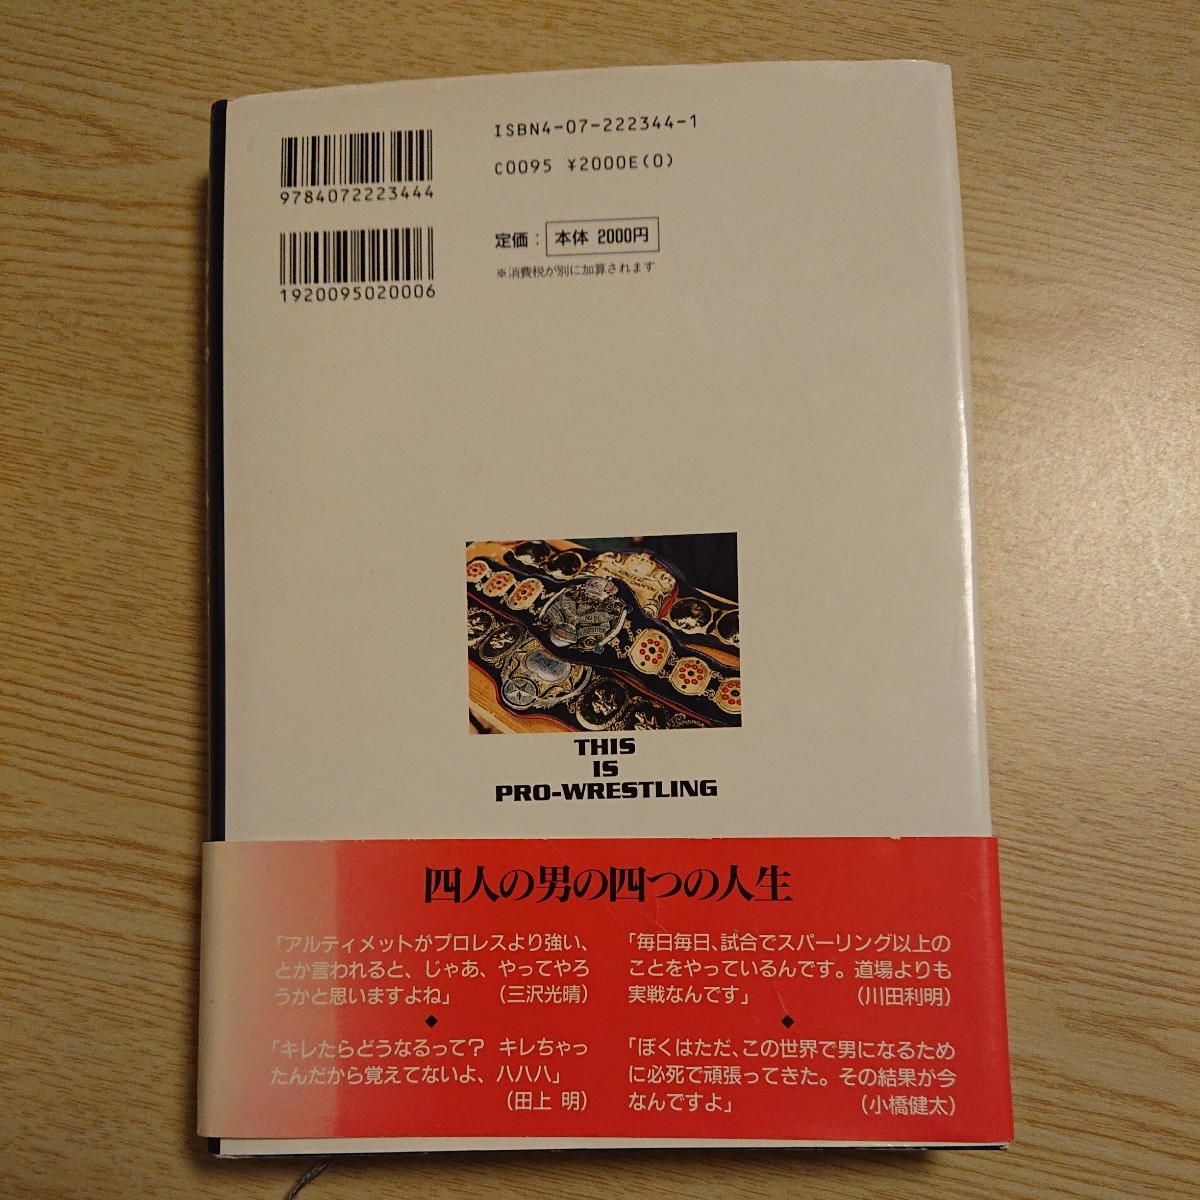 ISBN4-07-222344-1
C0095 ¥2000E(0)
9784072223444
定価：本体 2000円
※消費税が別に加算されます
1920095020006
THIS
IS
PRO-WRESTLING
四人の男の四つの人生
「アルティメットがプロレスより強い、
とか言われると、じゃあ、やってやろ
うかと思いますよね」 （三沢光晴）
◆
「キレたらどうなるって？ キレちゃっ
たんだから覚えてないよ、ハハハ」
（田上 明）
「毎日毎日、試合でスパーリング以上の
ことをやっているんです。道場よりも
実戦なんです」 （川田利明）
◆
「ぼくはただ、この世界で男になるため
に必死で頑張ってきた。その結果が今
なんですよ」 （小橋健太）